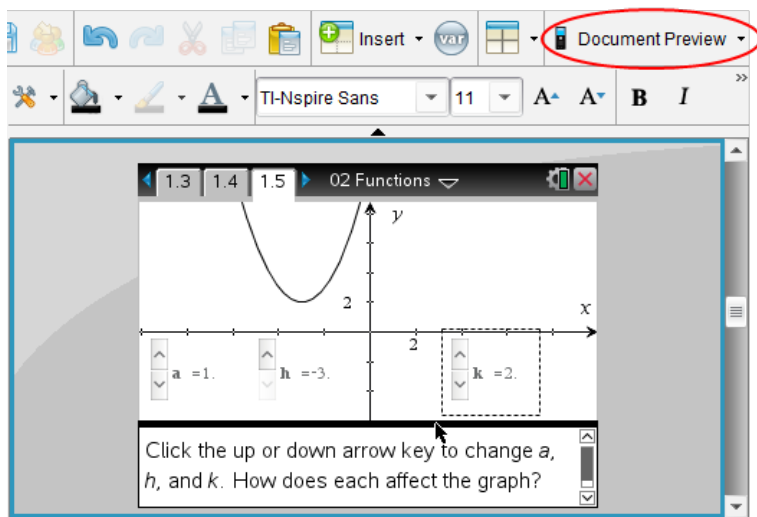 Insert var Document Preview
TI-Nspire Sans 11 A A A B I »
1.3 1.4 1.5 02 Functions
y
2
x
2
a =1. h =-3. k =2.
Click the up or down arrow key to change a,
h, and k. How does each affect the graph?